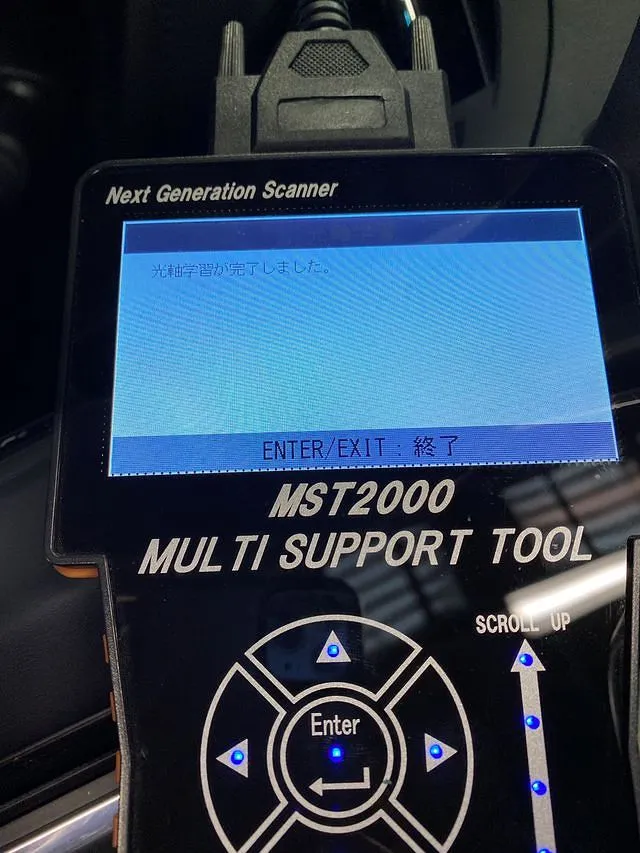 Next Generation Scanner
光軸学習が完了しました。
ENTER/EXIT : 終了
MST2000
MULTI SUPPORT TOOL
SCROLL UP
Enter